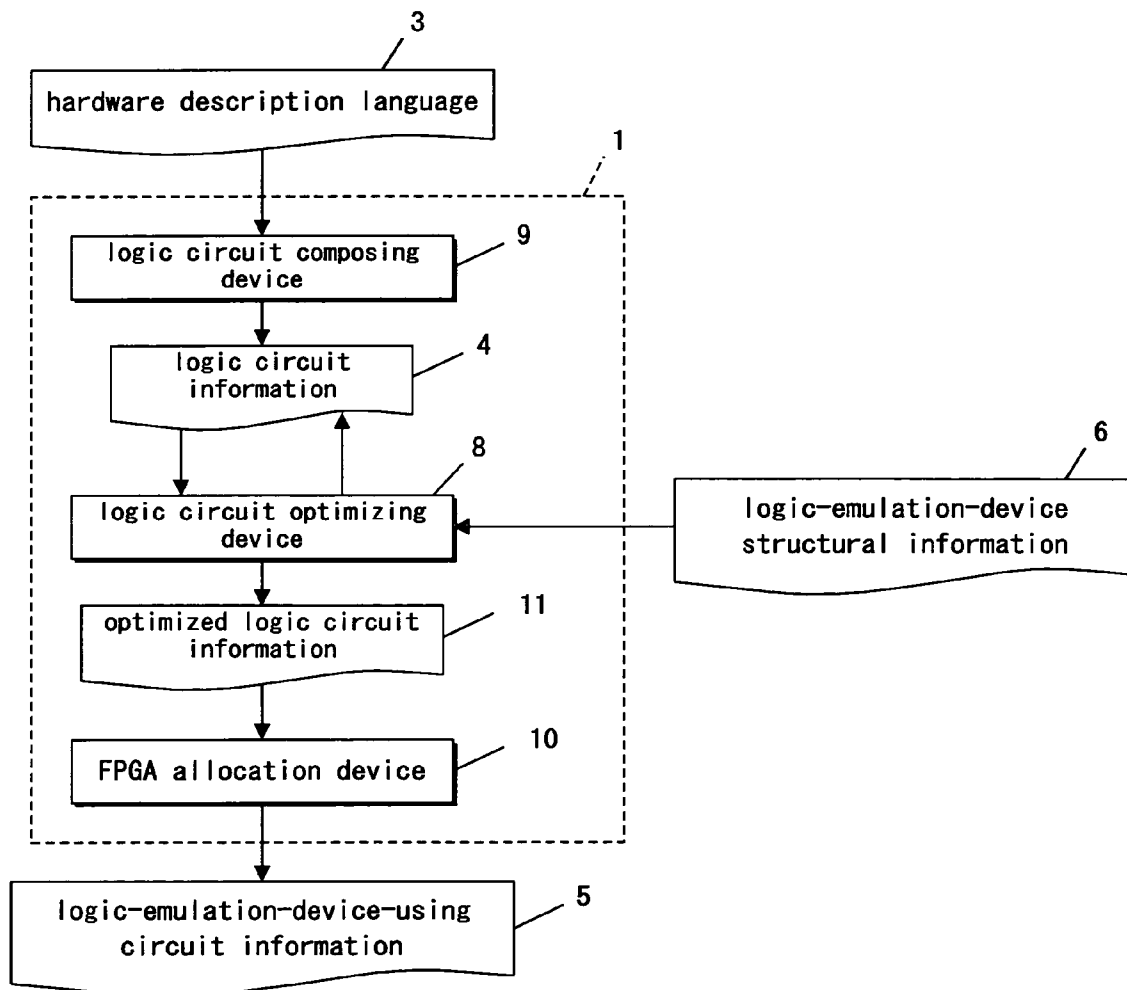 3
hardware description language
1
logic circuit composing
device
9
logic circuit
information
4
8
logic circuit optimizing
device
6
logic-emulation-device
structural information
11
optimized logic circuit
information
10
FPGA allocation device
5
logic-emulation-device-using
circuit information